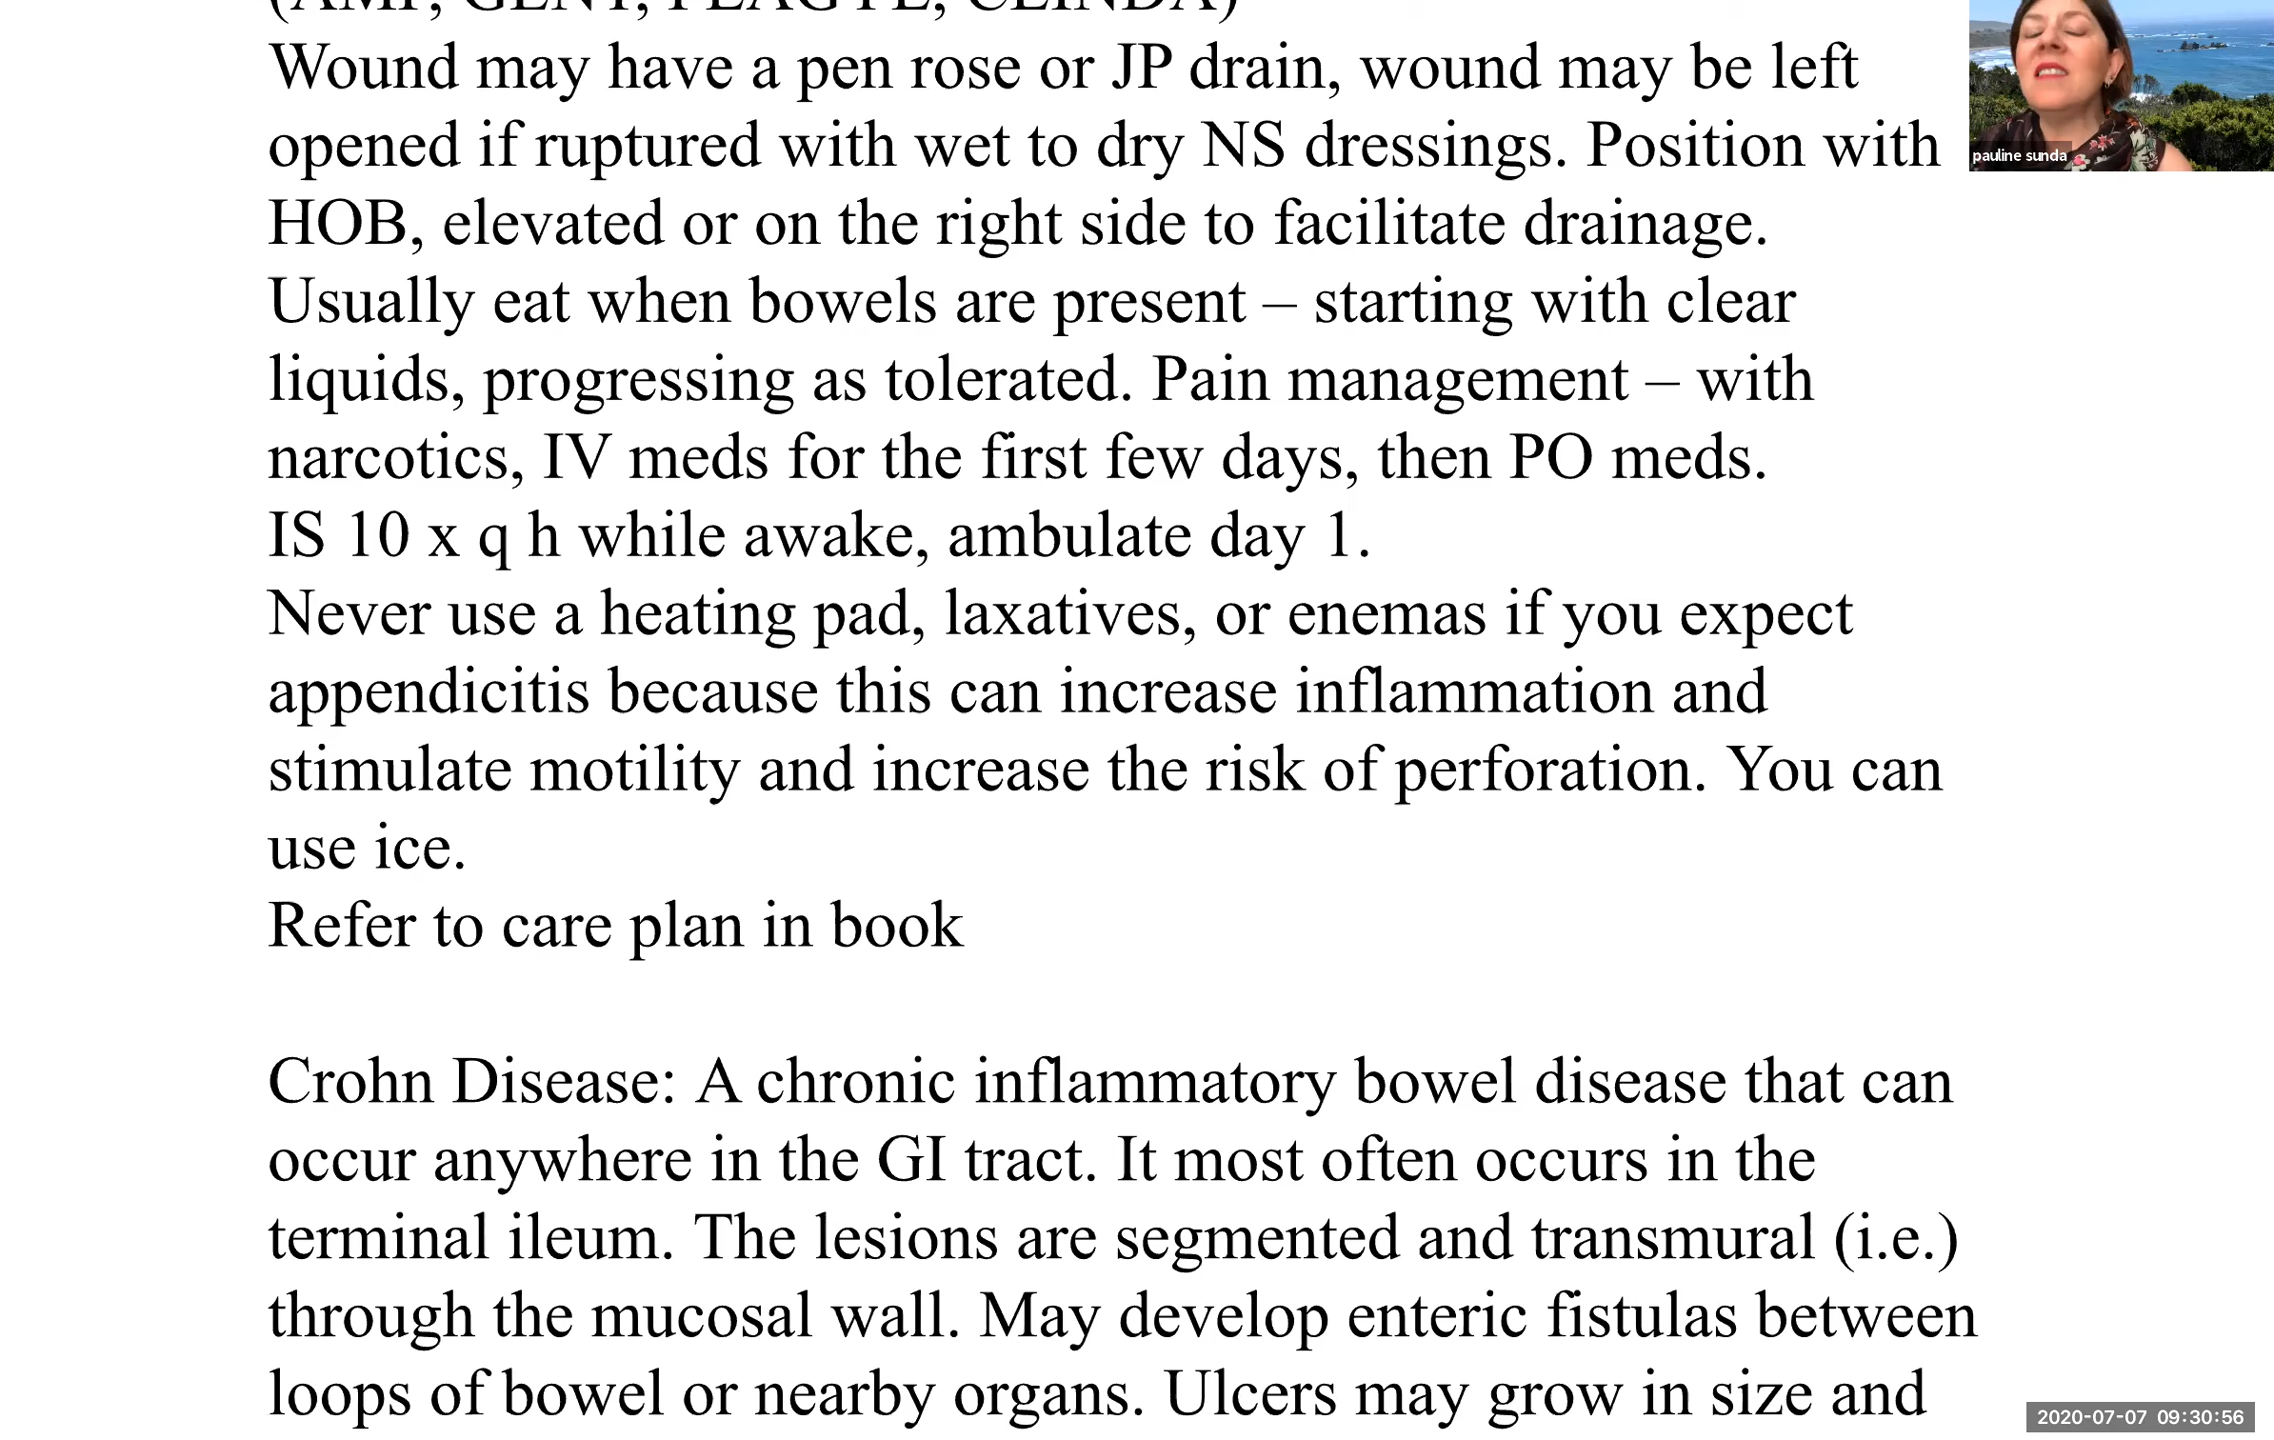 (AMP, GENT, FLAGYL, CLINDA)
Wound may have a pen rose or JP drain, wound may be left
opened if ruptured with wet to dry NS dressings. Position with
HOB, elevated or on the right side to facilitate drainage.
Usually eat when bowels are present – starting with clear
liquids, progressing as tolerated. Pain management – with
narcotics, IV meds for the first few days, then PO meds.
IS 10 x q h while awake, ambulate day 1.
Never use a heating pad, laxatives, or enemas if you expect
appendicitis because this can increase inflammation and
stimulate motility and increase the risk of perforation. You can
use ice.
Refer to care plan in book
Crohn Disease: A chronic inflammatory bowel disease that can
occur anywhere in the GI tract. It most often occurs in the
terminal ileum. The lesions are segmented and transmural (i.e.)
through the mucosal wall. May develop enteric fistulas between
loops of bowel or nearby organs. Ulcers may grow in size and
pauline sunda
2020-07-07 09:30:56